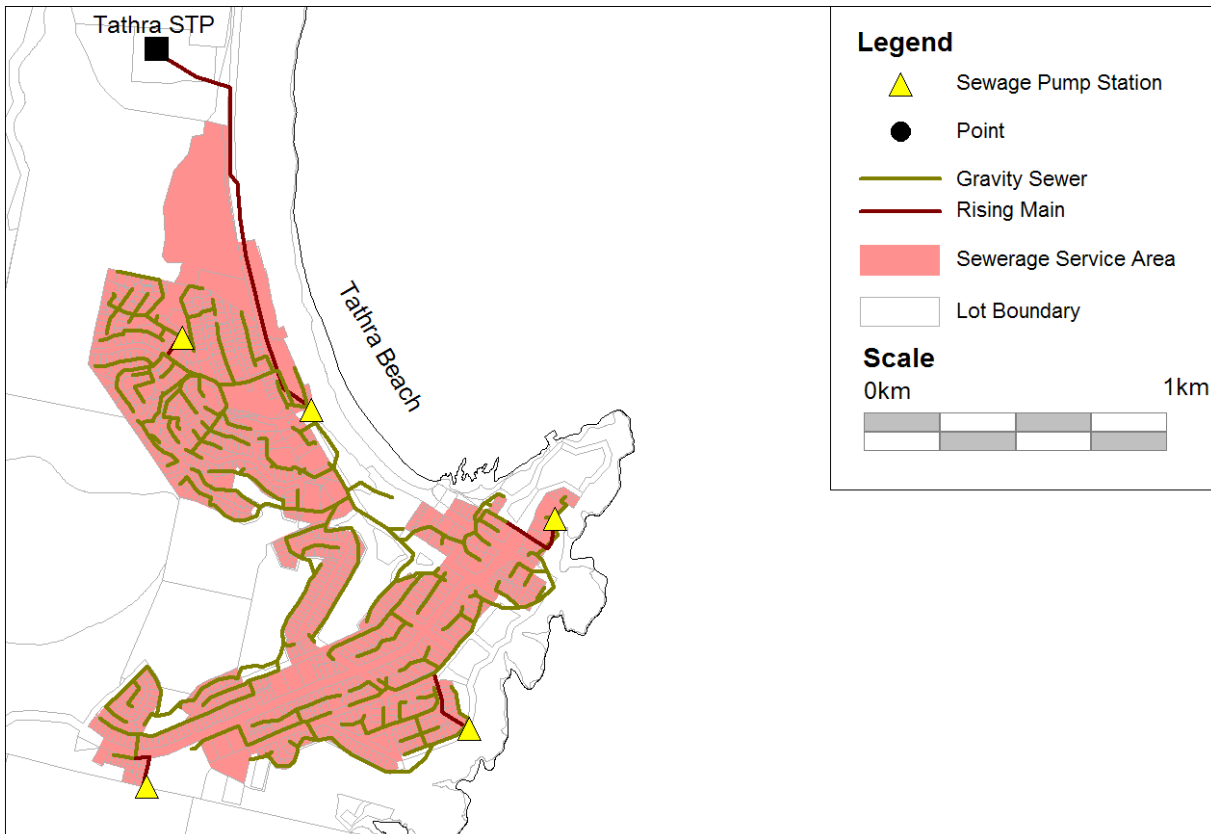 Tathra STP
Tathra Beach
Legend
Sewage Pump Station
Point
Gravity Sewer
Rising Main
Sewerage Service Area
Lot Boundary
Scale
0km 1km